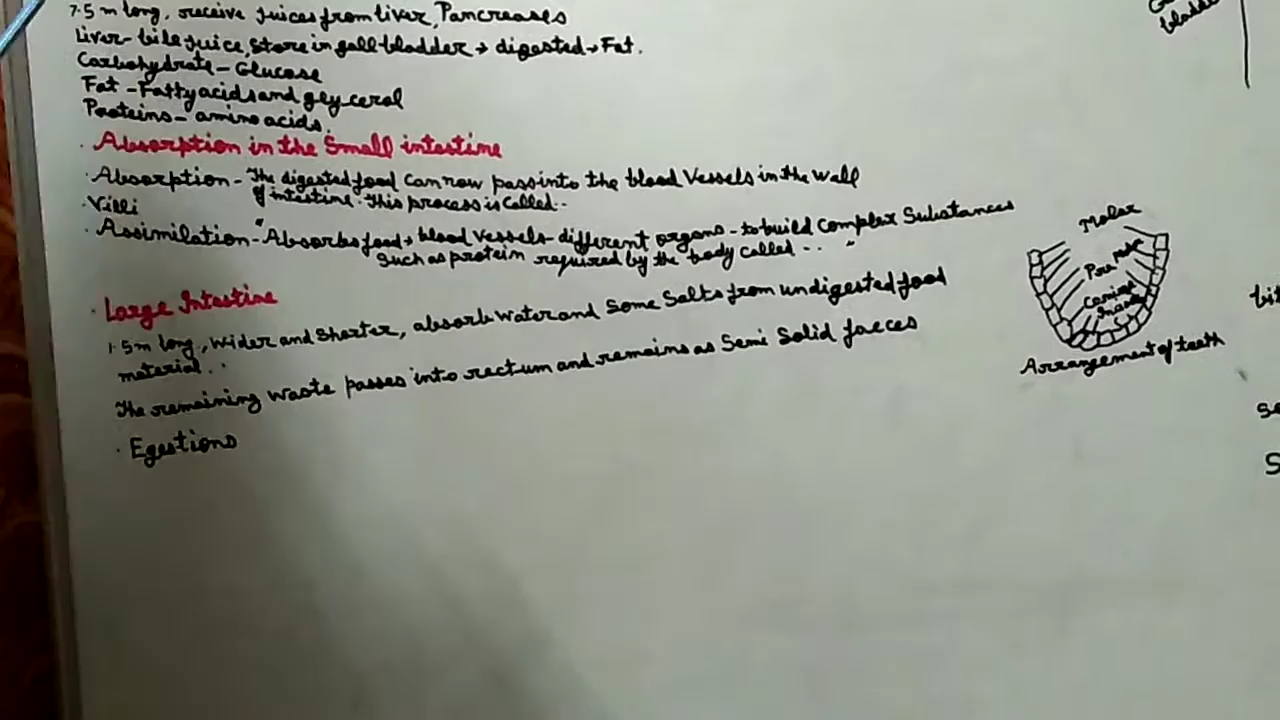 7.5 m long, receive Juices from liver, Pancreases
Liver- bile Juice, Store in gall bladder → digested → Fat.
Carbohydrate - Glucose
Fat - Fatty acids and glyceral
Proteins - amino acids.
· Absorption in the Small intestine
· Absorption - The digested food can now pass into the blood Vessels in the wall
of intestine. This process is called..
· Villi
· Assimilation - "Absorbs food → blood Vessels - different organs - to build Complex Substances
Such as protein required by the body called .. "
· Large Intestine
1.5m long, wider and Shorter, absorb water and Some Salts from undigested food
material..
The remaining waste passes into rectum and remains as Semi Solid faeces
· Egestions
bladder
Molar
Canine
Arrangement of teeth